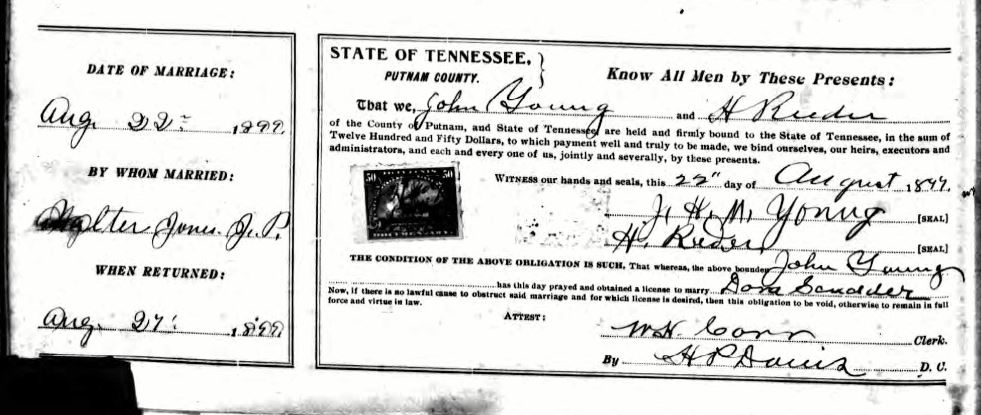 DATE OF MARRIAGE:
Aug. 22" 1899.
BY WHOM MARRIED:
Walter Jones J. P.
WHEN RETURNED:
Aug. 27" 1899
STATE OF TENNESSEE,
PUTNAM COUNTY.
Know All Men by These Presents:
That we, John Young and H Reeder
of the County of Putnam, and State of Tennessee, are held and firmly bound to the State of Tennessee, in the sum of
Twelve Hundred and Fifty Dollars, to which payment well and truly to be made, we bind ourselves, our heirs, executors and
administrators, and each and every one of us, jointly and severally, by these presents.
50 50
WITNESS our hands and seals, this 22" day of August 1899.
J. H. M. Young [SEAL]
H. Reeder [SEAL]
THE CONDITION OF THE ABOVE OBLIGATION IS SUCH, That whereas, the above bounden John Young
has this day prayed and obtained a license to marry Dora
Now, if there is no lawful cause to obstruct said marriage and for which license is desired, then this obligation to be void, otherwise to remain in full
force and virtue in law.
ATTEST:
W. H. Clerk.
By H P Davis D. C.